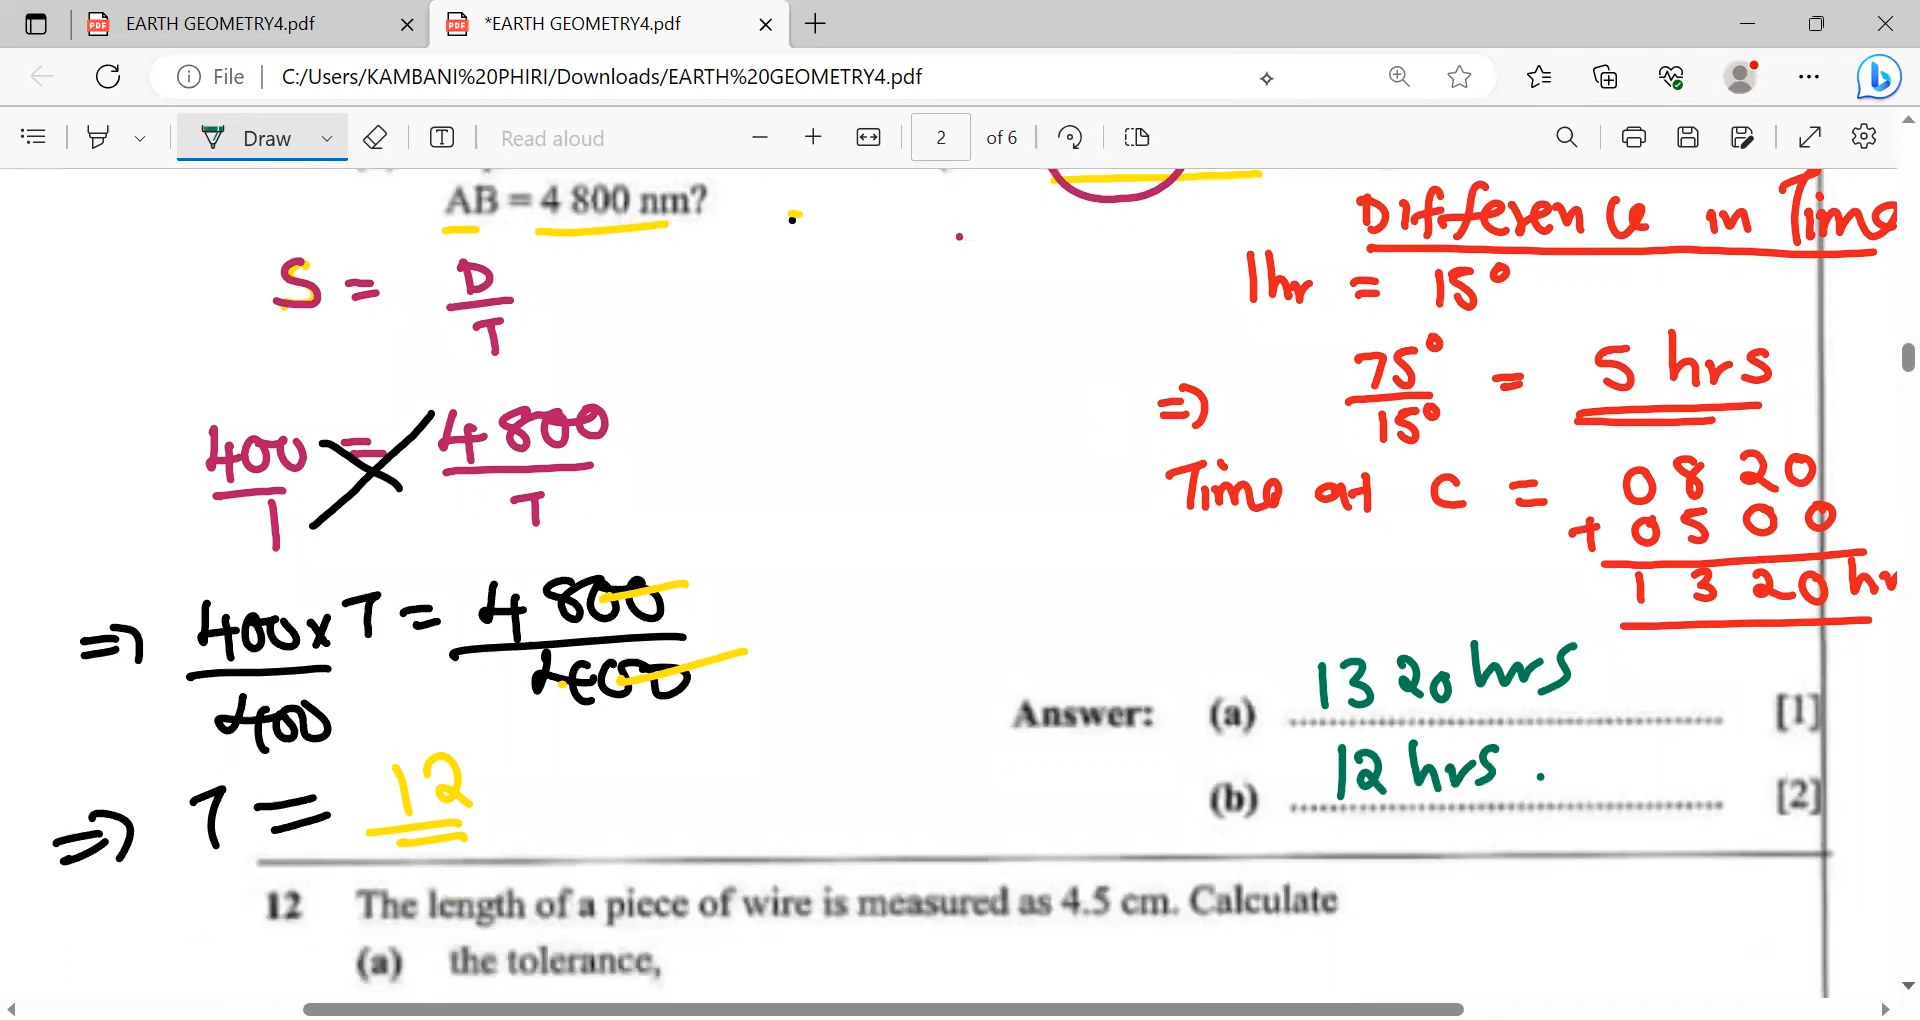 EARTH GEOMETRY4.pdf
*EARTH GEOMETRY4.pdf
File
C:/Users/KAMBANI%20PHIRI/Downloads/EARTH%20GEOMETRY4.pdf
Draw
Read aloud
2
of 6
AB = 4 800 nm?
S = D/T
400/1 = 4800/T
=> 400 x T/400 = 4800/400
=> T = 12
Difference in Time
1hr = 15°
=> 75°/15° = 5 hrs
Time at C = 0820
+ 0500
1320 hr
Answer: (a) 1320 hrs [1]
(b) 12 hrs. [2]
12 The length of a piece of wire is measured as 4.5 cm. Calculate
(a) the tolerance,